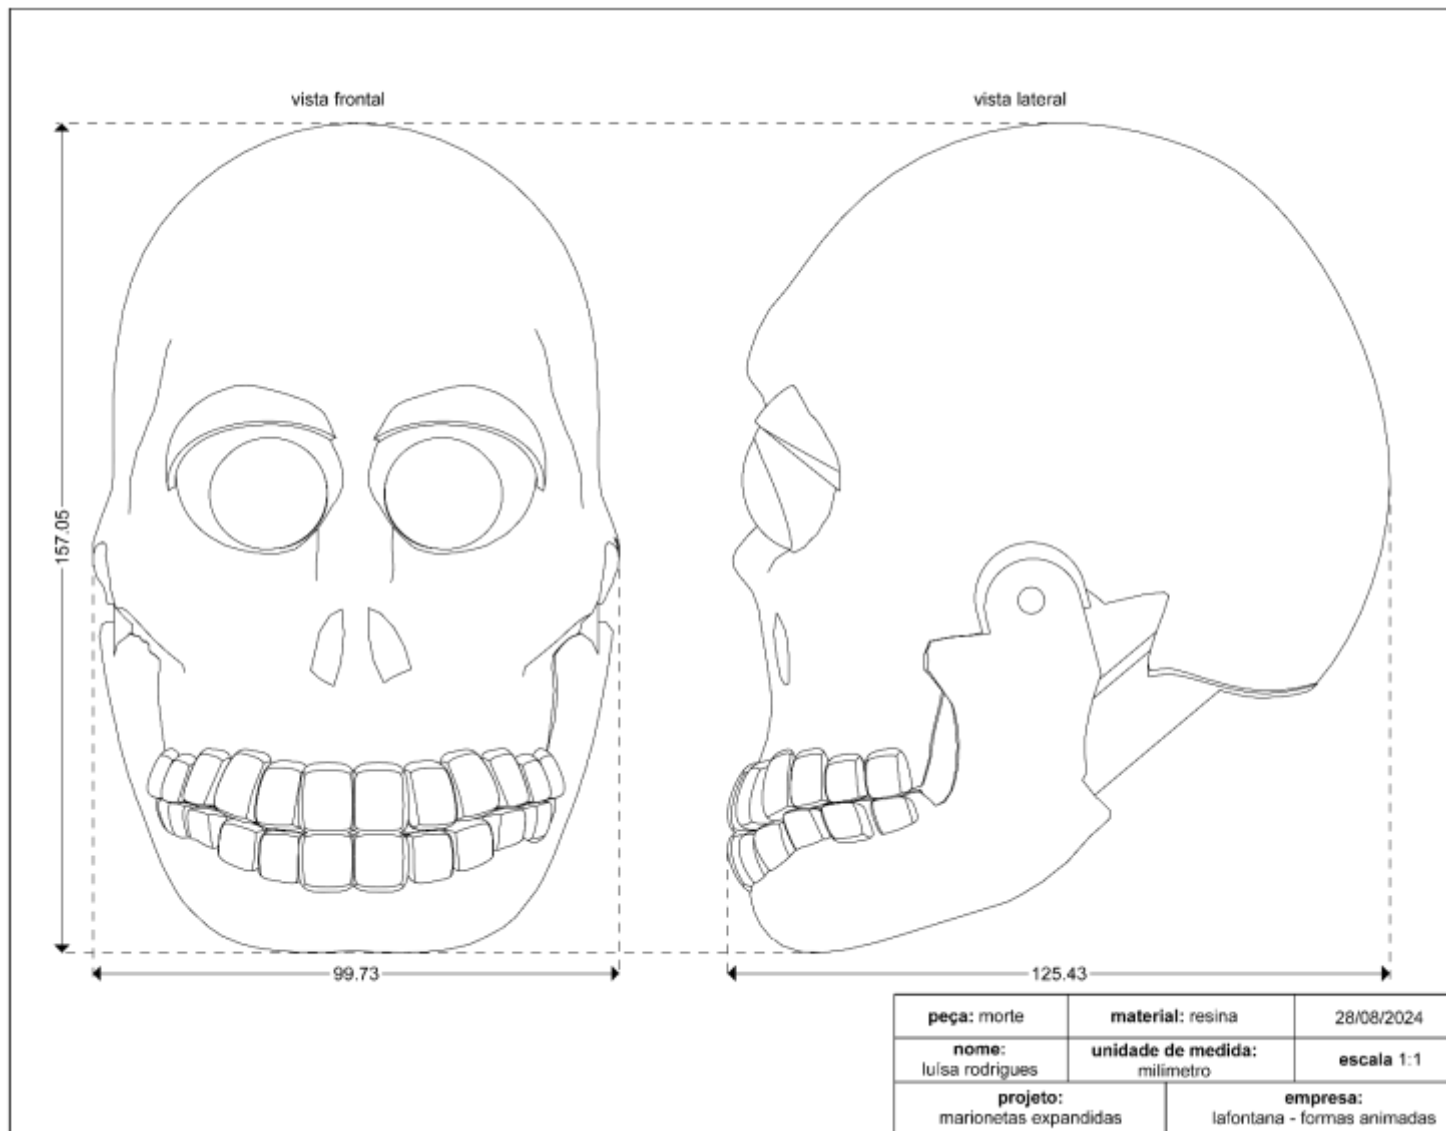 vista frontal
vista lateral
157.05
99.73
125.43
peça: morte
material: resina
28/08/2024
nome:
luísa rodrigues
unidade de medida:
milimetro
escala 1:1
projeto:
marionetas expandidas
empresa:
lafontana - formas animadas